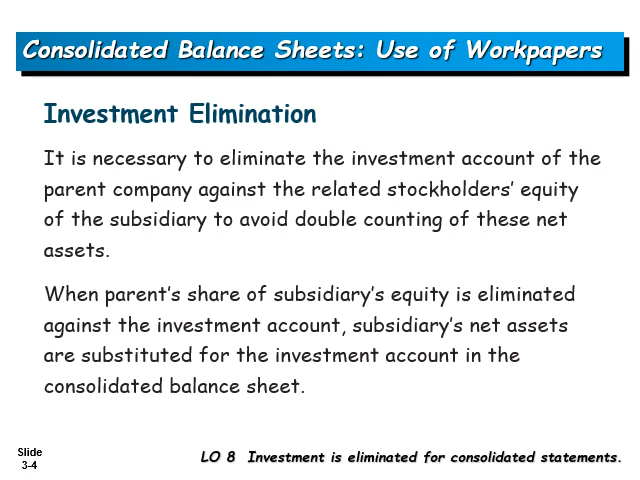 Consolidated Balance Sheets: Use of Workpapers
Investment Elimination
It is necessary to eliminate the investment account of the
parent company against the related stockholders’ equity
of the subsidiary to avoid double counting of these net
assets.
When parent’s share of subsidiary’s equity is eliminated
against the investment account, subsidiary’s net assets
are substituted for the investment account in the
consolidated balance sheet.
Slide
3-4
LO 8 Investment is eliminated for consolidated statements.